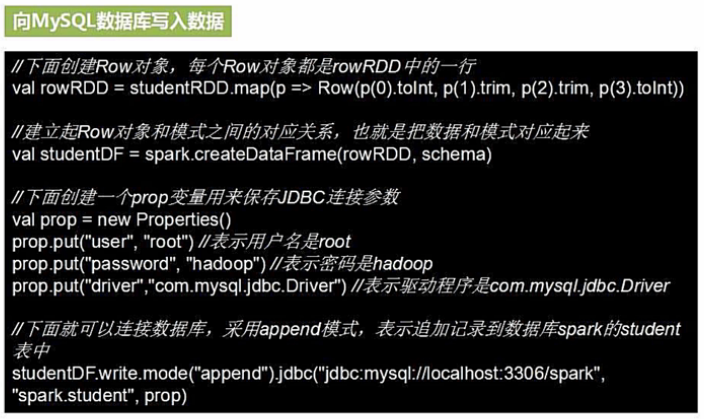 向MySQL数据库写入数据
//下面创建Row对象，每个Row对象都是rowRDD中的一行
val rowRDD = studentRDD.map(p => Row(p(0).toInt, p(1).trim, p(2).trim, p(3).toInt))
//建立起Row对象和模式之间的对应关系，也就是把数据和模式对应起来
val studentDF = spark.createDataFrame(rowRDD, schema)
//下面创建一个prop变量用来保存JDBC连接参数
val prop = new Properties()
prop.put("user", "root") //表示用户名是root
prop.put("password", "hadoop") //表示密码是hadoop
prop.put("driver","com.mysql.jdbc.Driver") //表示驱动程序是com.mysql.jdbc.Driver
//下面就可以连接数据库，采用append模式，表示追加记录到数据库spark的student
表中
studentDF.write.mode("append").jdbc("jdbc:mysql://localhost:3306/spark",
"spark.student", prop)